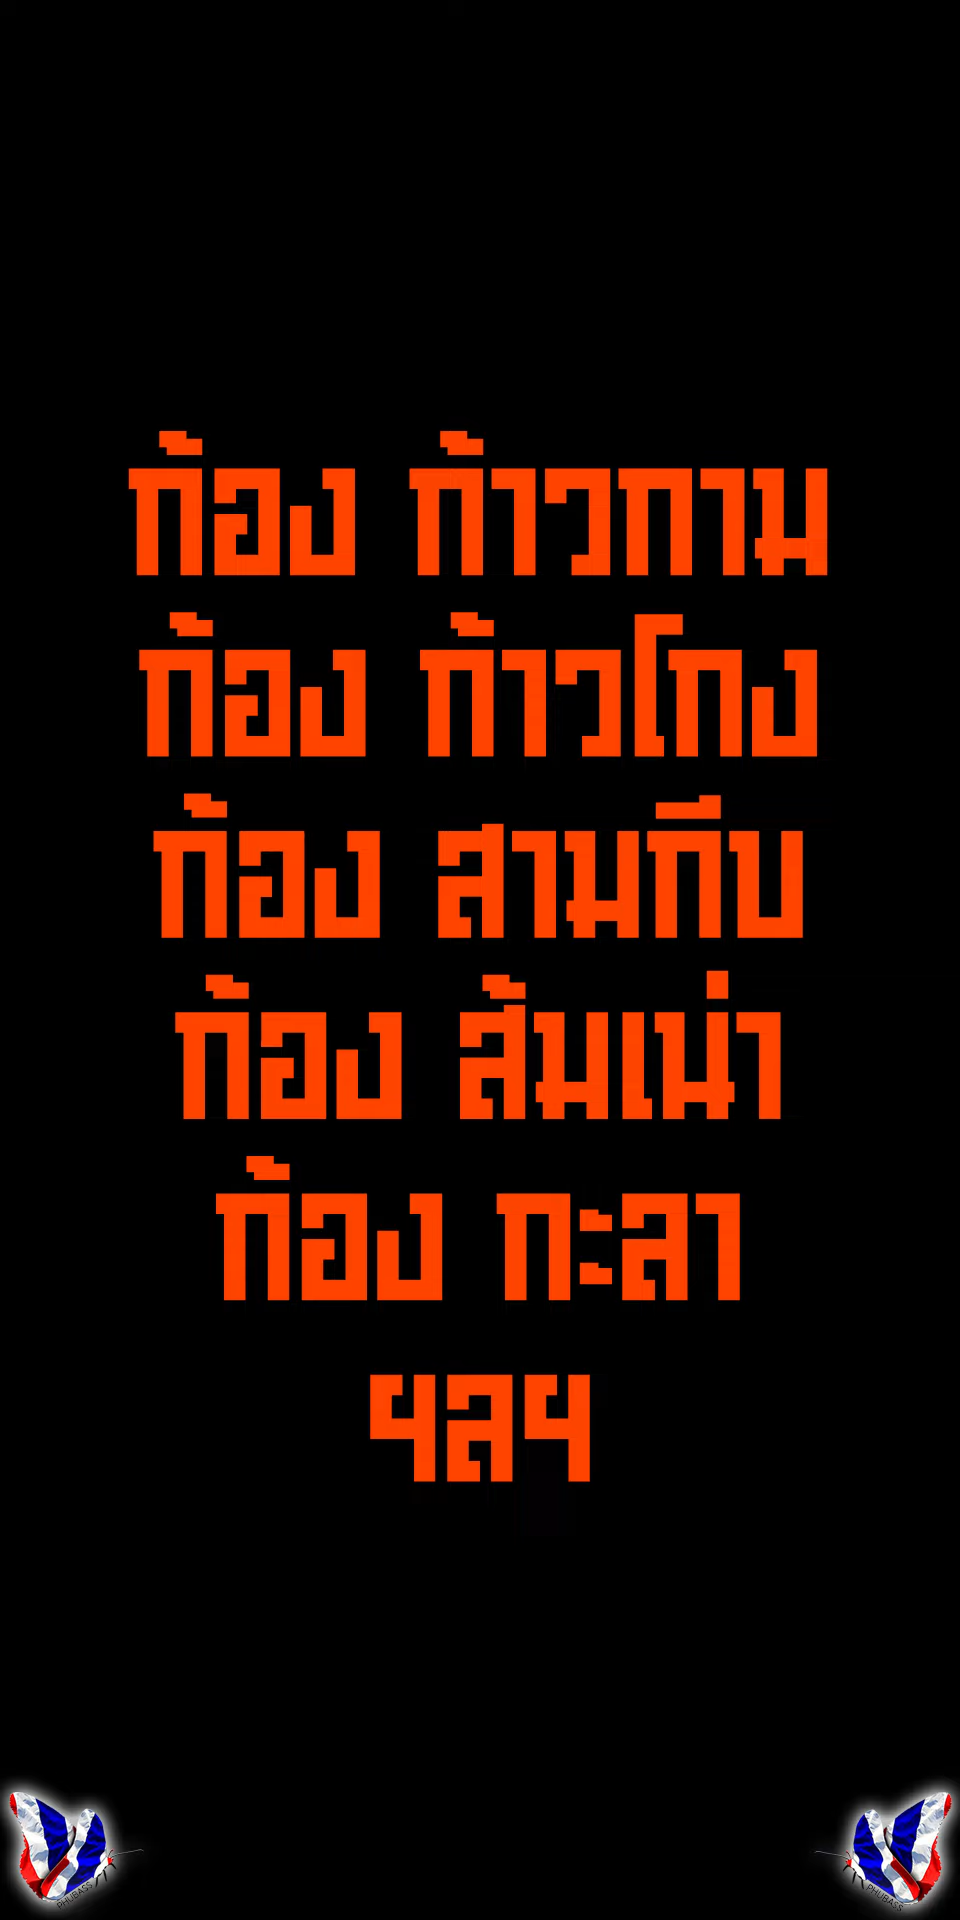 ก้อง ก้าวกาม
ก้อง ก้าวโกง
ก้อง สามกีบ
ก้อง ส้มเน่า
ก้อง กะลา
ฯลฯ
PHUBASS
PHUBASS